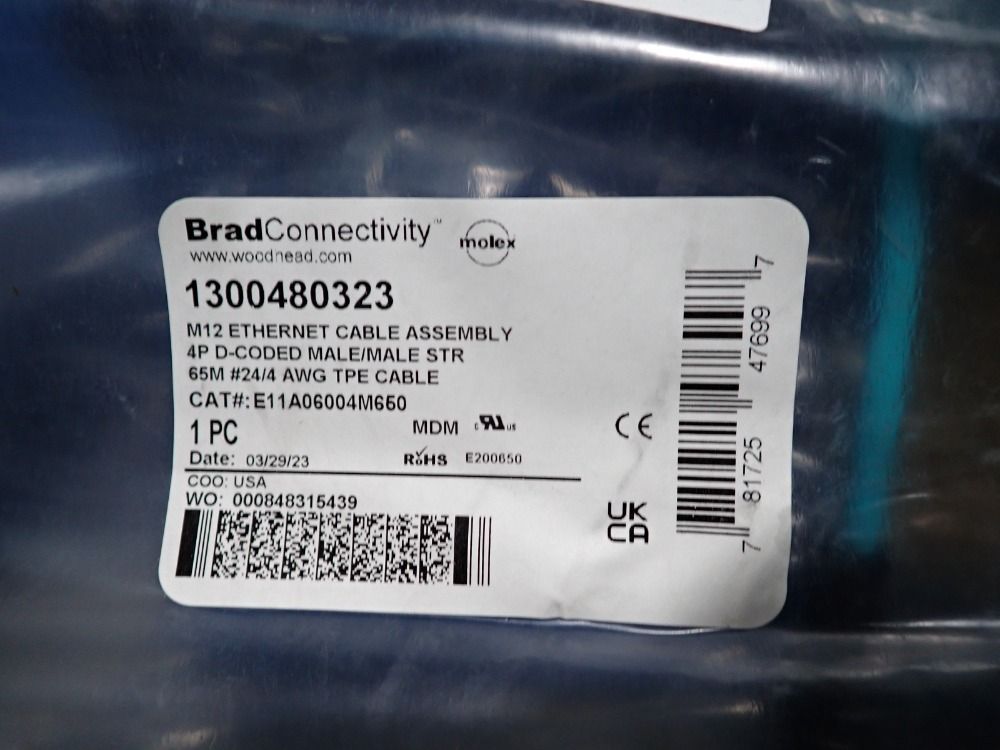 BradConnectivity™ molex
www.woodhead.com
1300480323
M12 ETHERNET CABLE ASSEMBLY
4P D-CODED MALE/MALE STR
65M #24/4 AWG TPE CABLE
CAT#: E11A06004M650
1 PC MDM c RU us CE
Date: 03/29/23 RoHS E200650
COO: USA
WO: 000848315439
UK
CA
7 81725 47699 7